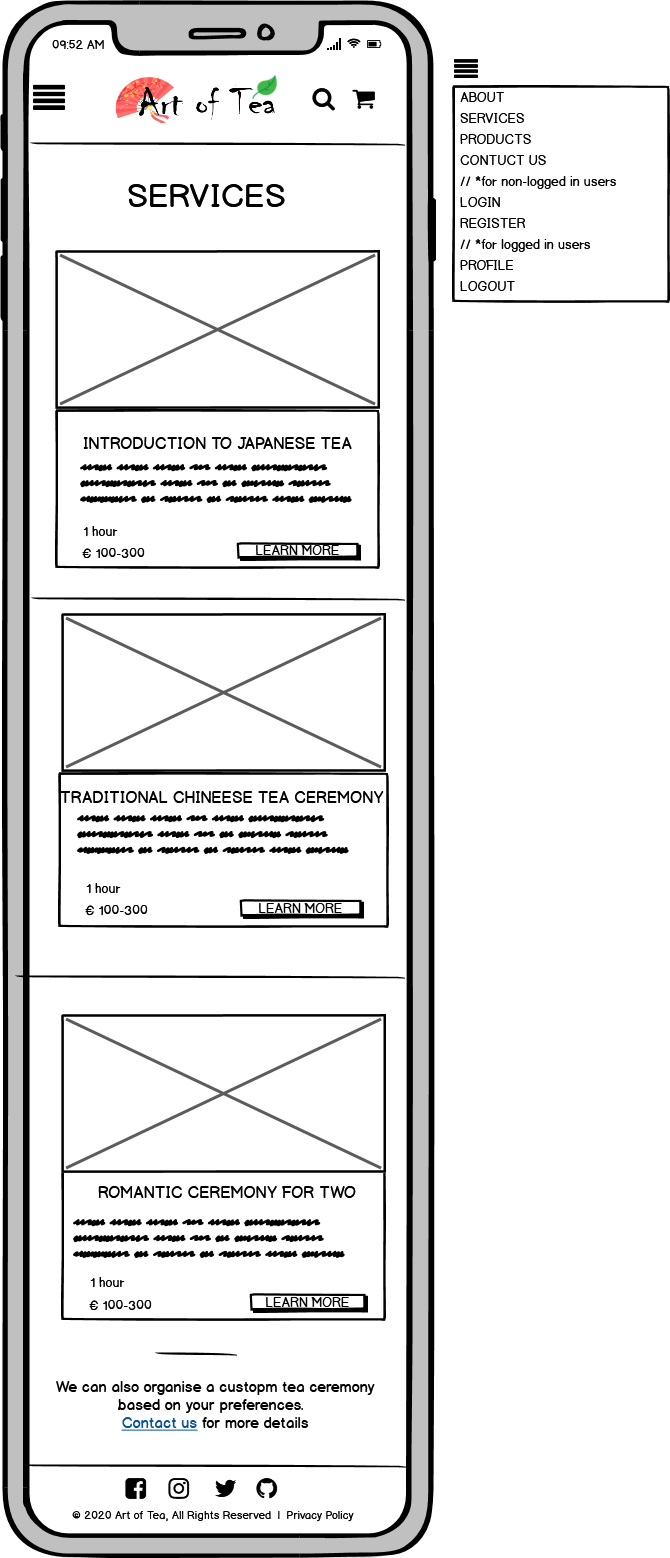 09:52 AM
Art of Tea
SERVICES
INTRODUCTION TO JAPANESE TEA
1 hour
€ 100-300
LEARN MORE
TRADITIONAL CHINEESE TEA CEREMONY
1 hour
€ 100-300
LEARN MORE
ROMANTIC CEREMONY FOR TWO
1 hour
€ 100-300
LEARN MORE
We can also organise a custopm tea ceremony
based on your preferences.
Contact us for more details
© 2020 Art of Tea, All Rights Reserved | Privacy Policy
ABOUT
SERVICES
PRODUCTS
CONTUCT US
// *for non-logged in users
LOGIN
REGISTER
// *for logged in users
PROFILE
LOGOUT